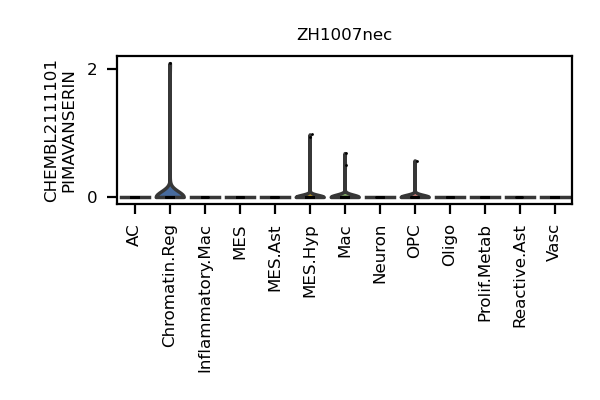 ZH1007nec
CHEMBL2111101
PIMAVANSERIN
2
0
AC
Chromatin.Reg
Inflammatory.Mac
MES
MES.Ast
MES.Hyp
Mac
Neuron
OPC
Oligo
Prolif.Metab
Reactive.Ast
Vasc